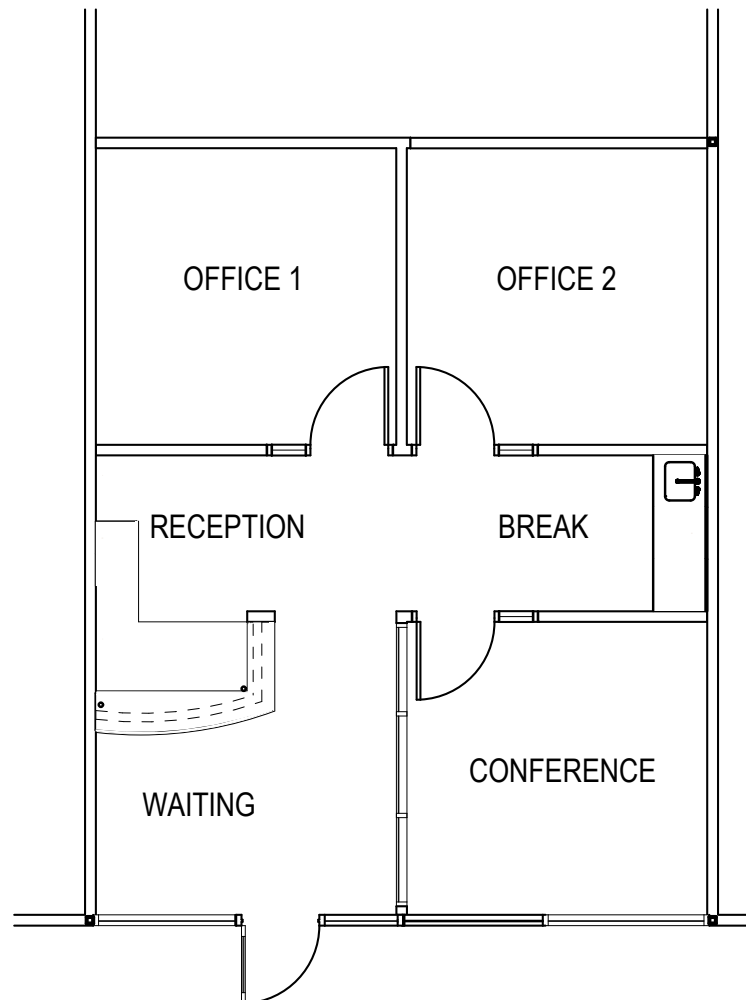 OFFICE 1
OFFICE 2
RECEPTION
BREAK
CONFERENCE
WAITING